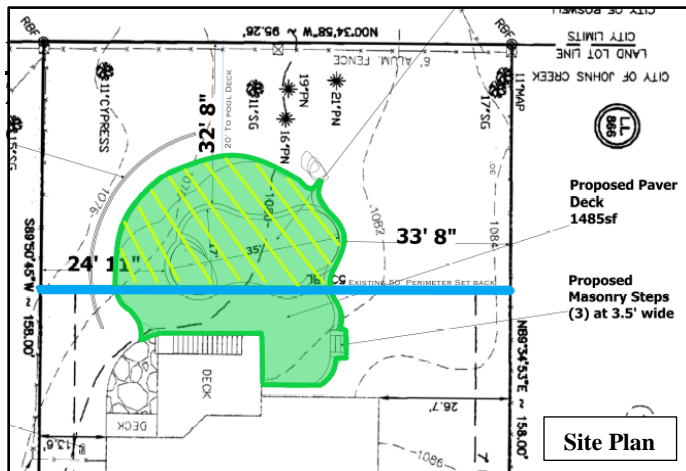 CITY OF ROSWELL
CITY LIMITS
LAND LOT LINE
CITY OF JOHNS CREEK
RBF
N00°34'58"W ~ 95.26'
RBF
6' ALUM. FENCE
11"CYPRESS
15"SG
11"SG
19"PN
16"PN
21"PN
17"SG
11"MAP
L.L.
866
32' 8"
20' To pool Deck
30'
1076
1082
1084
Proposed Paver
Deck
1485sf
33' 8"
35'
17'
24' 11"
Existing 50' Perimeter Set back
Proposed
Masonry Steps
(3) at 3.5' wide
S89°50'45"W ~ 158.00'
N89°34'53"E ~ 158.00'
DECK
DECK
26.7'
13.6'
1086
Site Plan